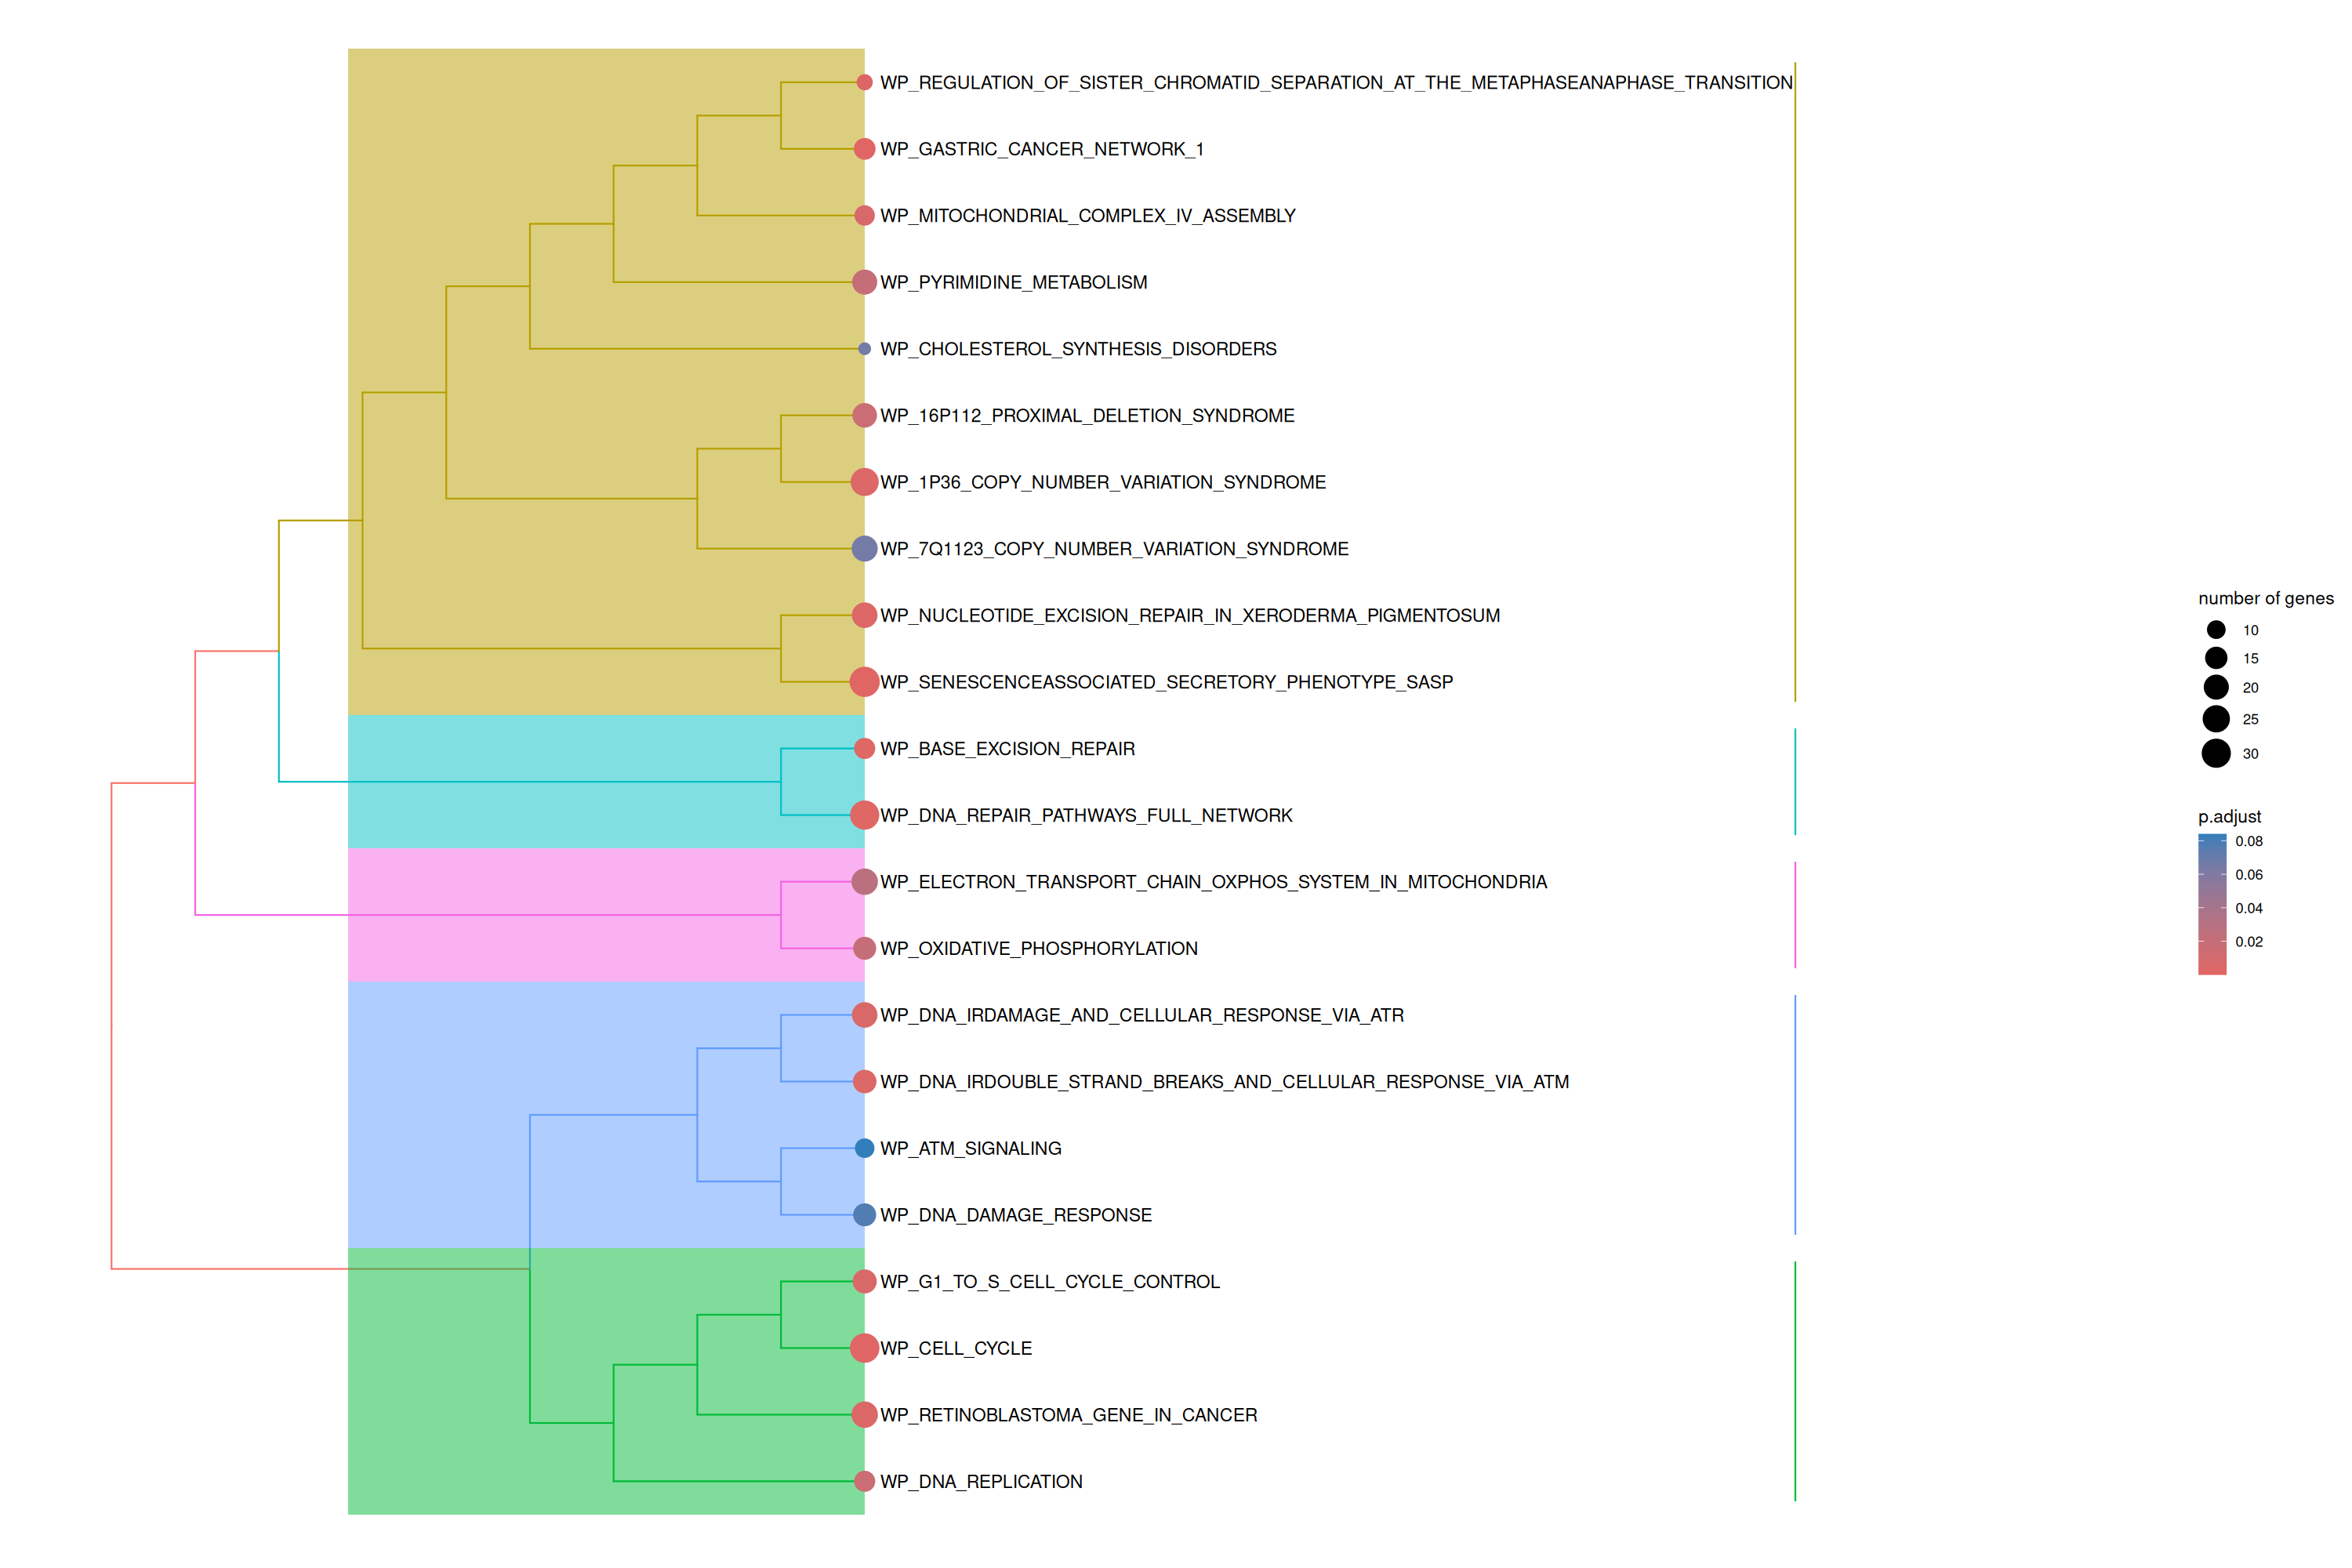 WP_REGULATION_OF_SISTER_CHROMATID_SEPARATION_AT_THE_METAPHASEANAPHASE_TRANSITION
WP_GASTRIC_CANCER_NETWORK_1
WP_MITOCHONDRIAL_COMPLEX_IV_ASSEMBLY
WP_PYRIMIDINE_METABOLISM
WP_CHOLESTEROL_SYNTHESIS_DISORDERS
WP_16P112_PROXIMAL_DELETION_SYNDROME
WP_1P36_COPY_NUMBER_VARIATION_SYNDROME
WP_7Q1123_COPY_NUMBER_VARIATION_SYNDROME
WP_NUCLEOTIDE_EXCISION_REPAIR_IN_XERODERMA_PIGMENTOSUM
WP_SENESCENCEASSOCIATED_SECRETORY_PHENOTYPE_SASP
WP_BASE_EXCISION_REPAIR
WP_DNA_REPAIR_PATHWAYS_FULL_NETWORK
WP_ELECTRON_TRANSPORT_CHAIN_OXPHOS_SYSTEM_IN_MITOCHONDRIA
WP_OXIDATIVE_PHOSPHORYLATION
WP_DNA_IRDAMAGE_AND_CELLULAR_RESPONSE_VIA_ATR
WP_DNA_IRDOUBLE_STRAND_BREAKS_AND_CELLULAR_RESPONSE_VIA_ATM
WP_ATM_SIGNALING
WP_DNA_DAMAGE_RESPONSE
WP_G1_TO_S_CELL_CYCLE_CONTROL
WP_CELL_CYCLE
WP_RETINOBLASTOMA_GENE_IN_CANCER
WP_DNA_REPLICATION
number of genes
10
15
20
25
30
p.adjust
0.08
0.06
0.04
0.02